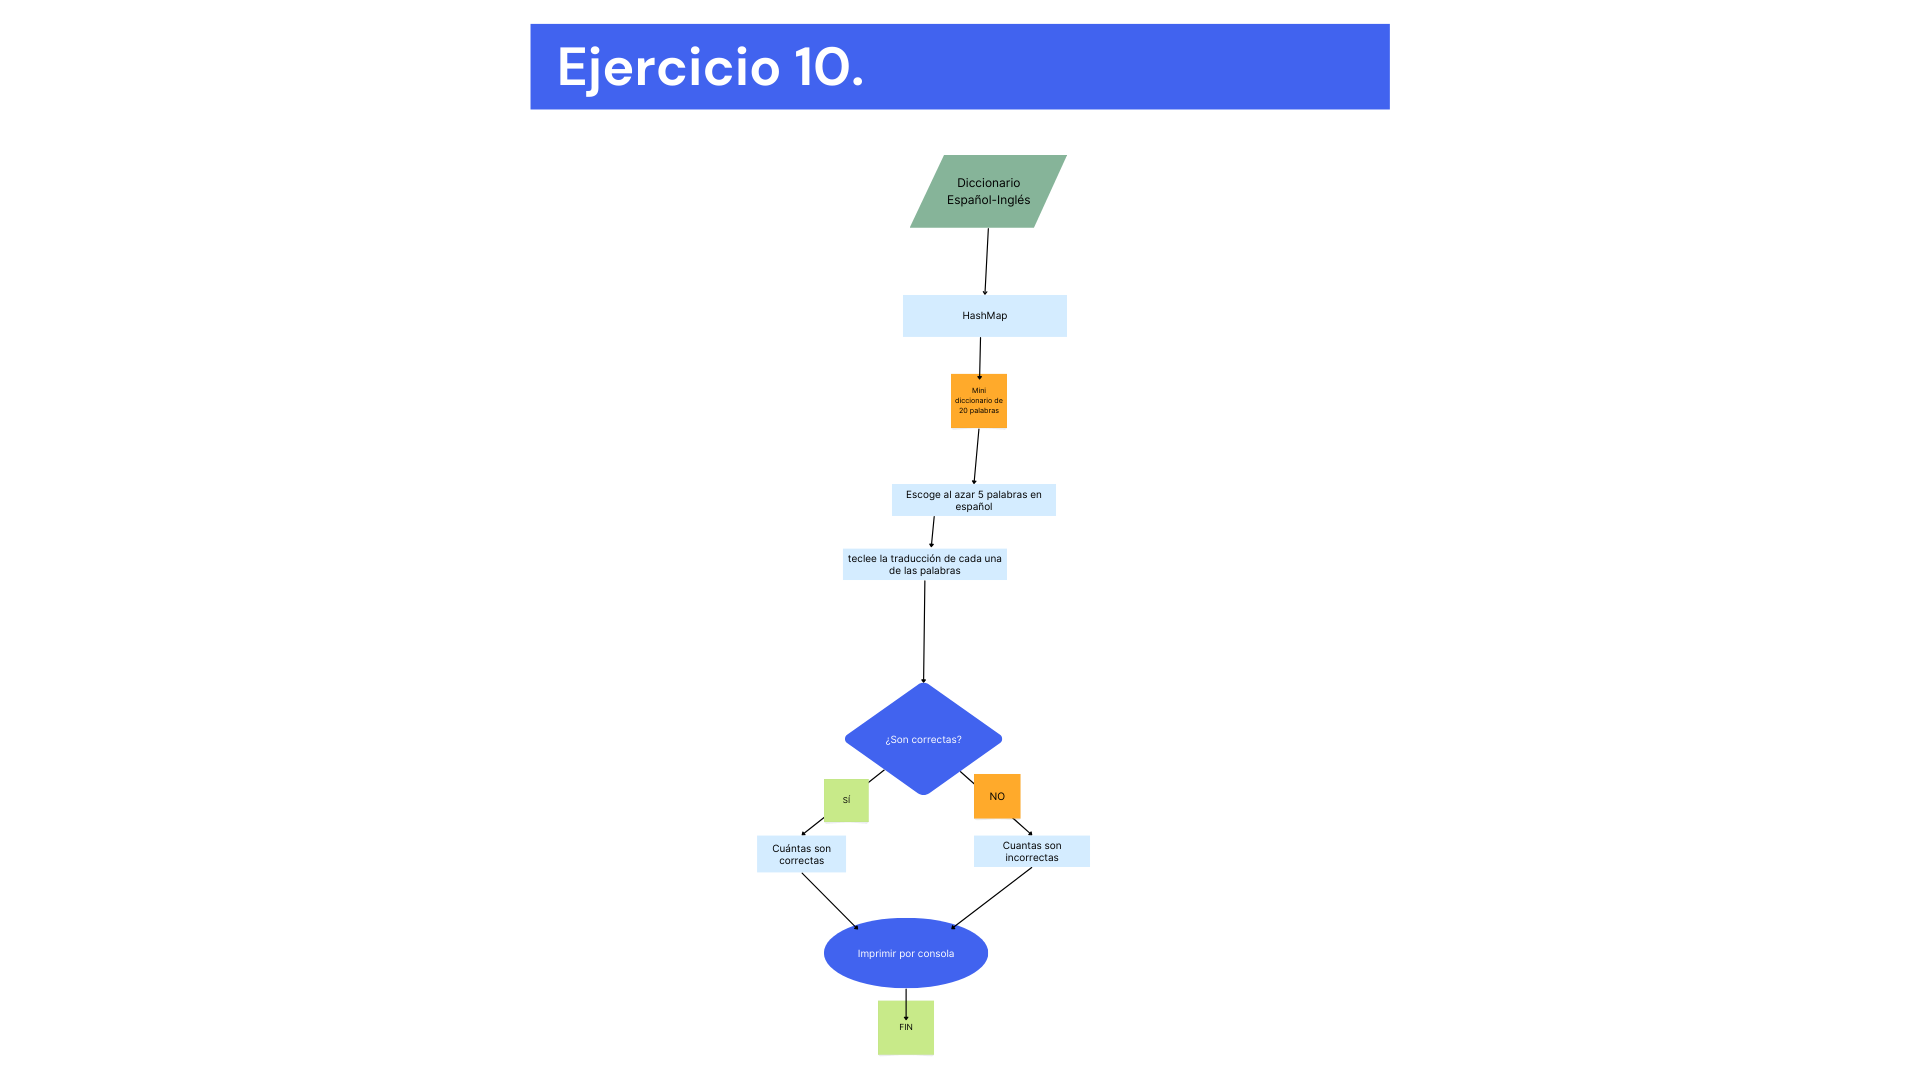 Ejercicio 10.
Diccionario
Español-Inglés
HashMap
Mini
diccionario de
20 palabras
Escoge al azar 5 palabras en
español
teclee la traducción de cada una
de las palabras
¿Son correctas?
SÍ
NO
Cuántas son
correctas
Cuantas son
incorrectas
Imprimir por consola
FIN